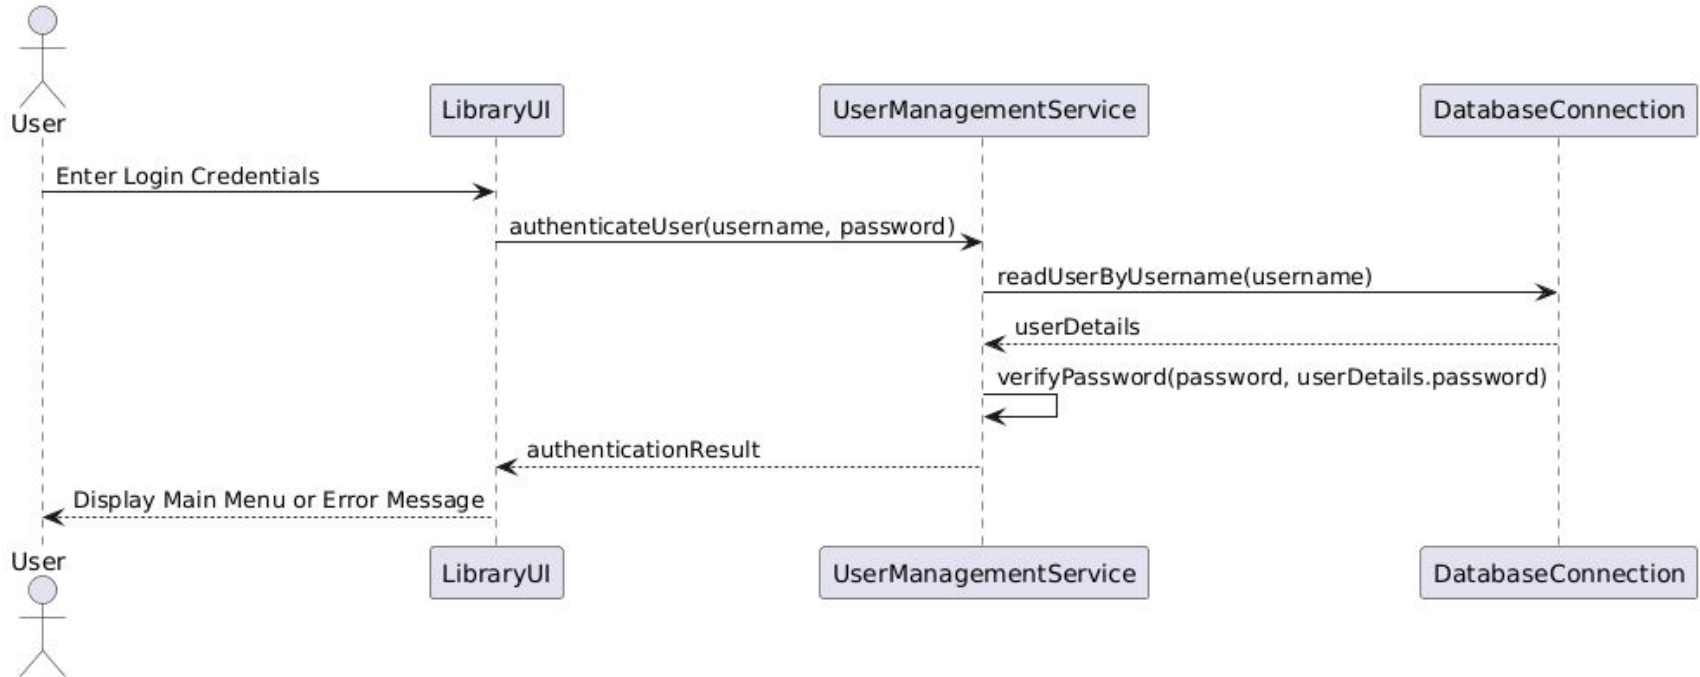 User
LibraryUI
UserManagementService
DatabaseConnection
Enter Login Credentials
authenticateUser(username, password)
readUserByUsername(username)
userDetails
verifyPassword(password, userDetails.password)
authenticationResult
Display Main Menu or Error Message
User
LibraryUI
UserManagementService
DatabaseConnection